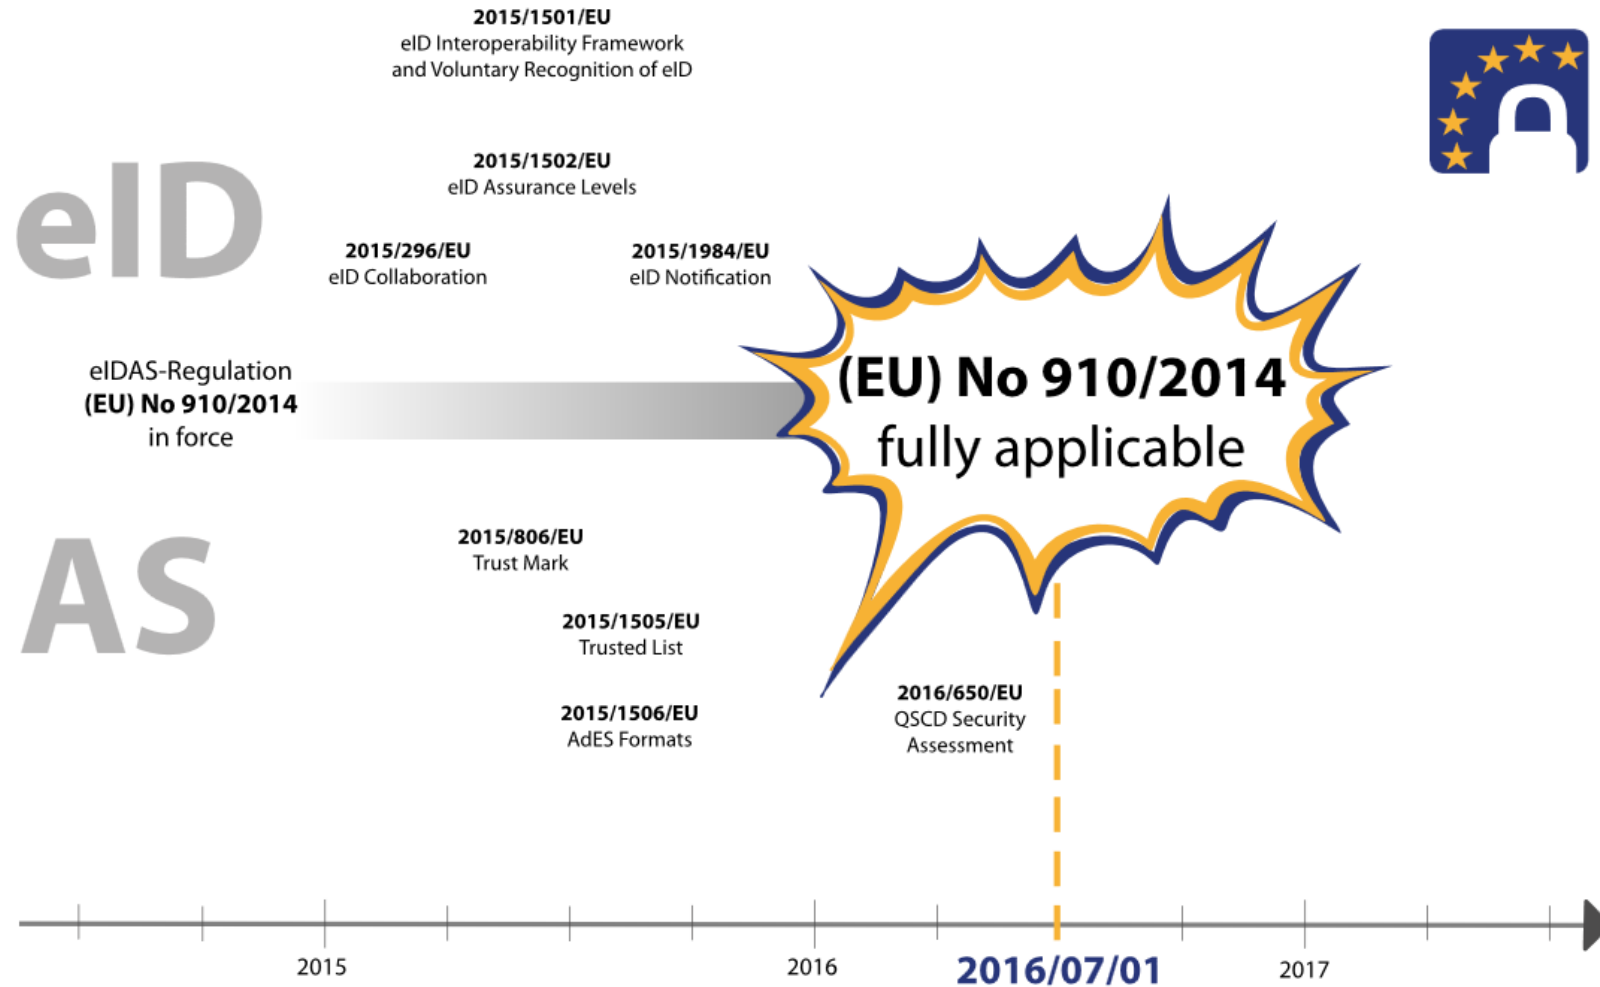 2015/1501/EU
eID Interoperability Framework
and Voluntary Recognition of eID
eID
2015/1502/EU
eID Assurance Levels
2015/296/EU
eID Collaboration
2015/1984/EU
eID Notification
eIDAS-Regulation
(EU) No 910/2014
in force
(EU) No 910/2014
fully applicable
AS
2015/806/EU
Trust Mark
2015/1505/EU
Trusted List
2015/1506/EU
AdES Formats
2016/650/EU
QSCD Security
Assessment
2015
2016
2016/07/01
2017